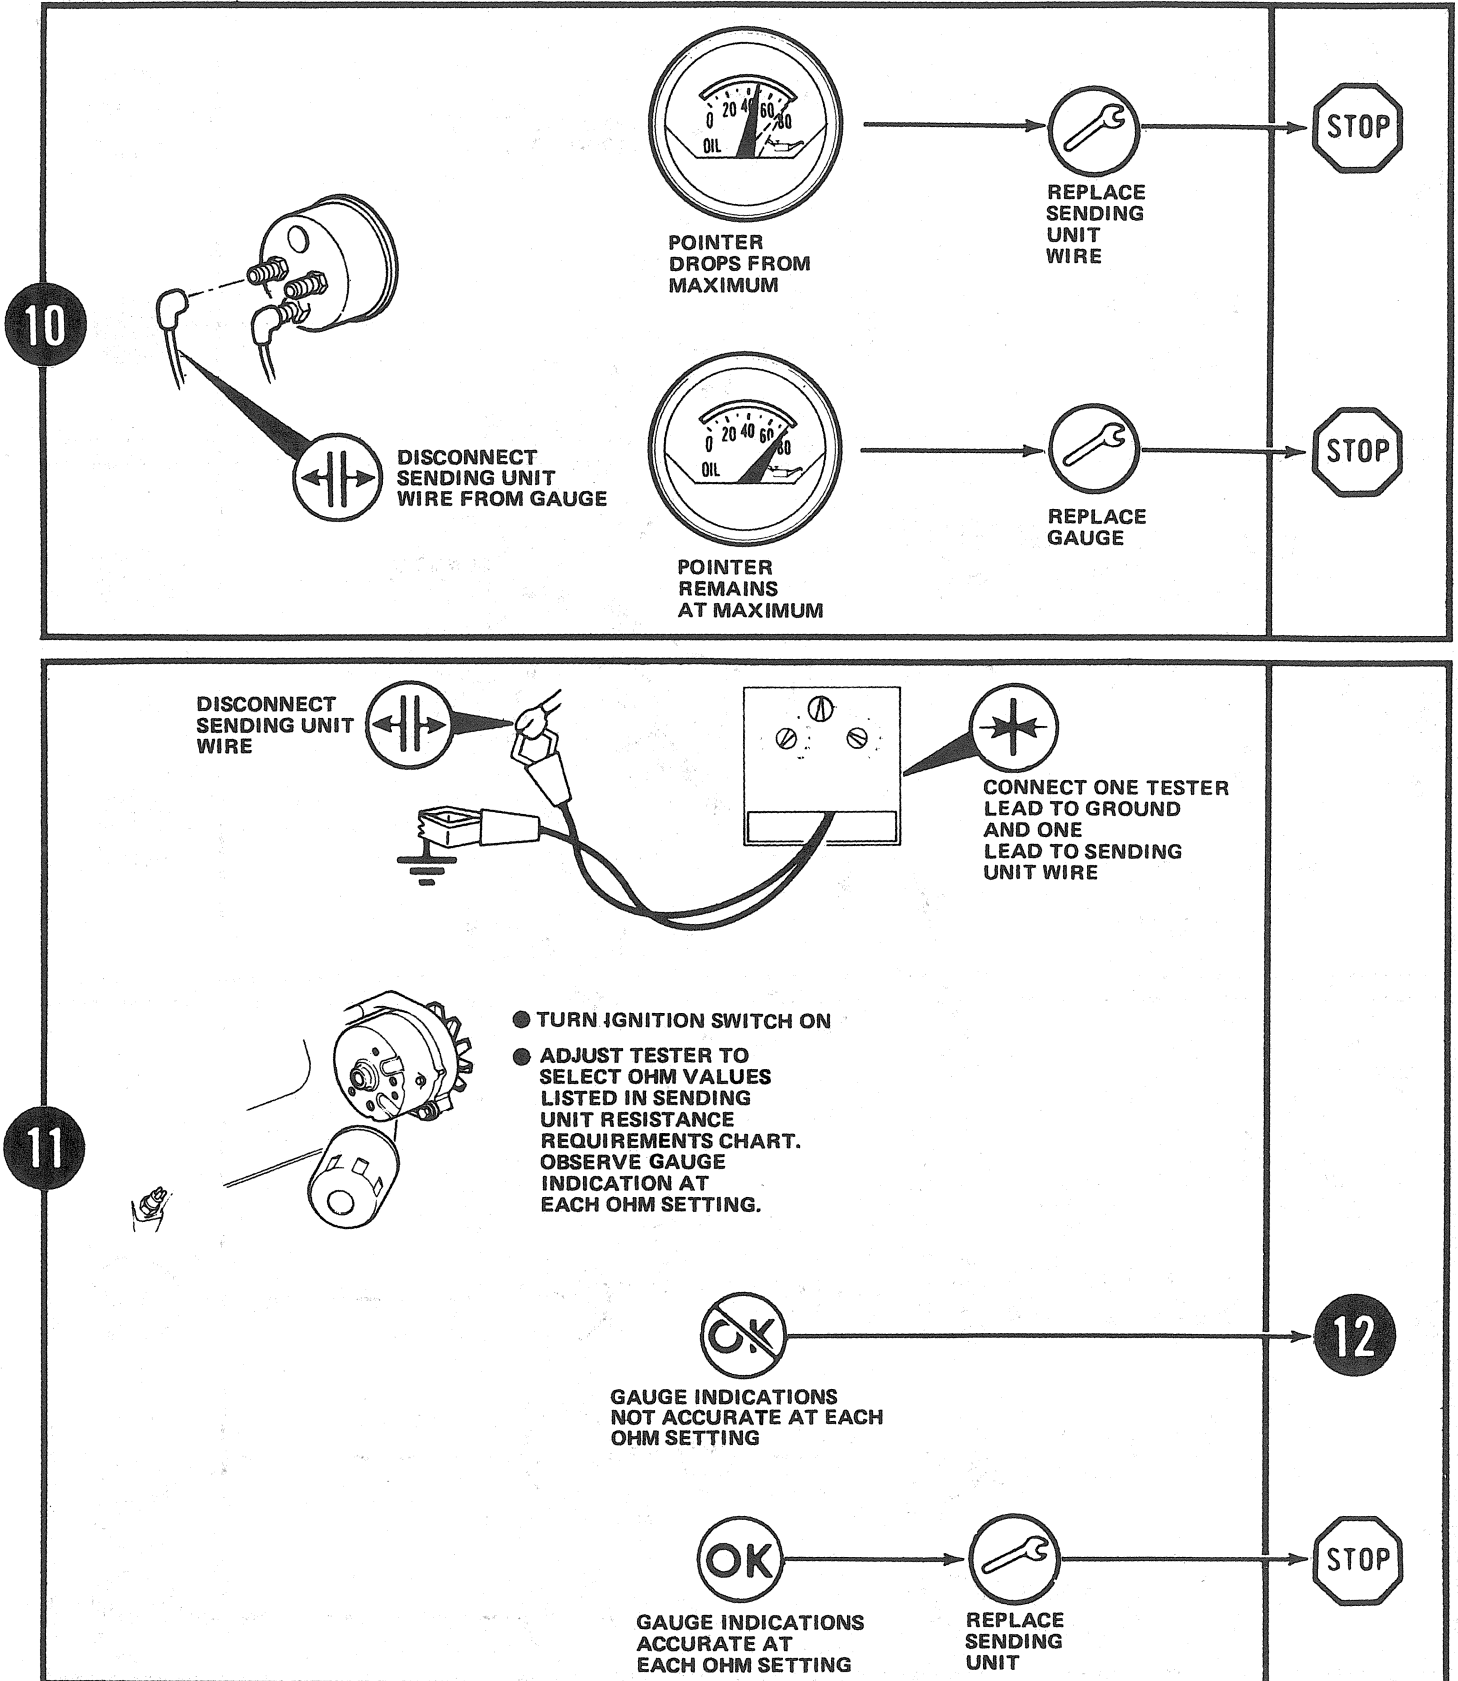 10
DISCONNECT
SENDING UNIT
WIRE FROM GAUGE
0 20 40 60 80
OIL
POINTER
DROPS FROM
MAXIMUM
REPLACE
SENDING
UNIT
WIRE
STOP
0 20 40 60 80
OIL
POINTER
REMAINS
AT MAXIMUM
REPLACE
GAUGE
STOP
11
DISCONNECT
SENDING UNIT
WIRE
CONNECT ONE TESTER
LEAD TO GROUND
AND ONE
LEAD TO SENDING
UNIT WIRE
● TURN IGNITION SWITCH ON
● ADJUST TESTER TO
SELECT OHM VALUES
LISTED IN SENDING
UNIT RESISTANCE
REQUIREMENTS CHART.
OBSERVE GAUGE
INDICATION AT
EACH OHM SETTING.
OK
GAUGE INDICATIONS
NOT ACCURATE AT EACH
OHM SETTING
12
OK
GAUGE INDICATIONS
ACCURATE AT
EACH OHM SETTING
REPLACE
SENDING
UNIT
STOP